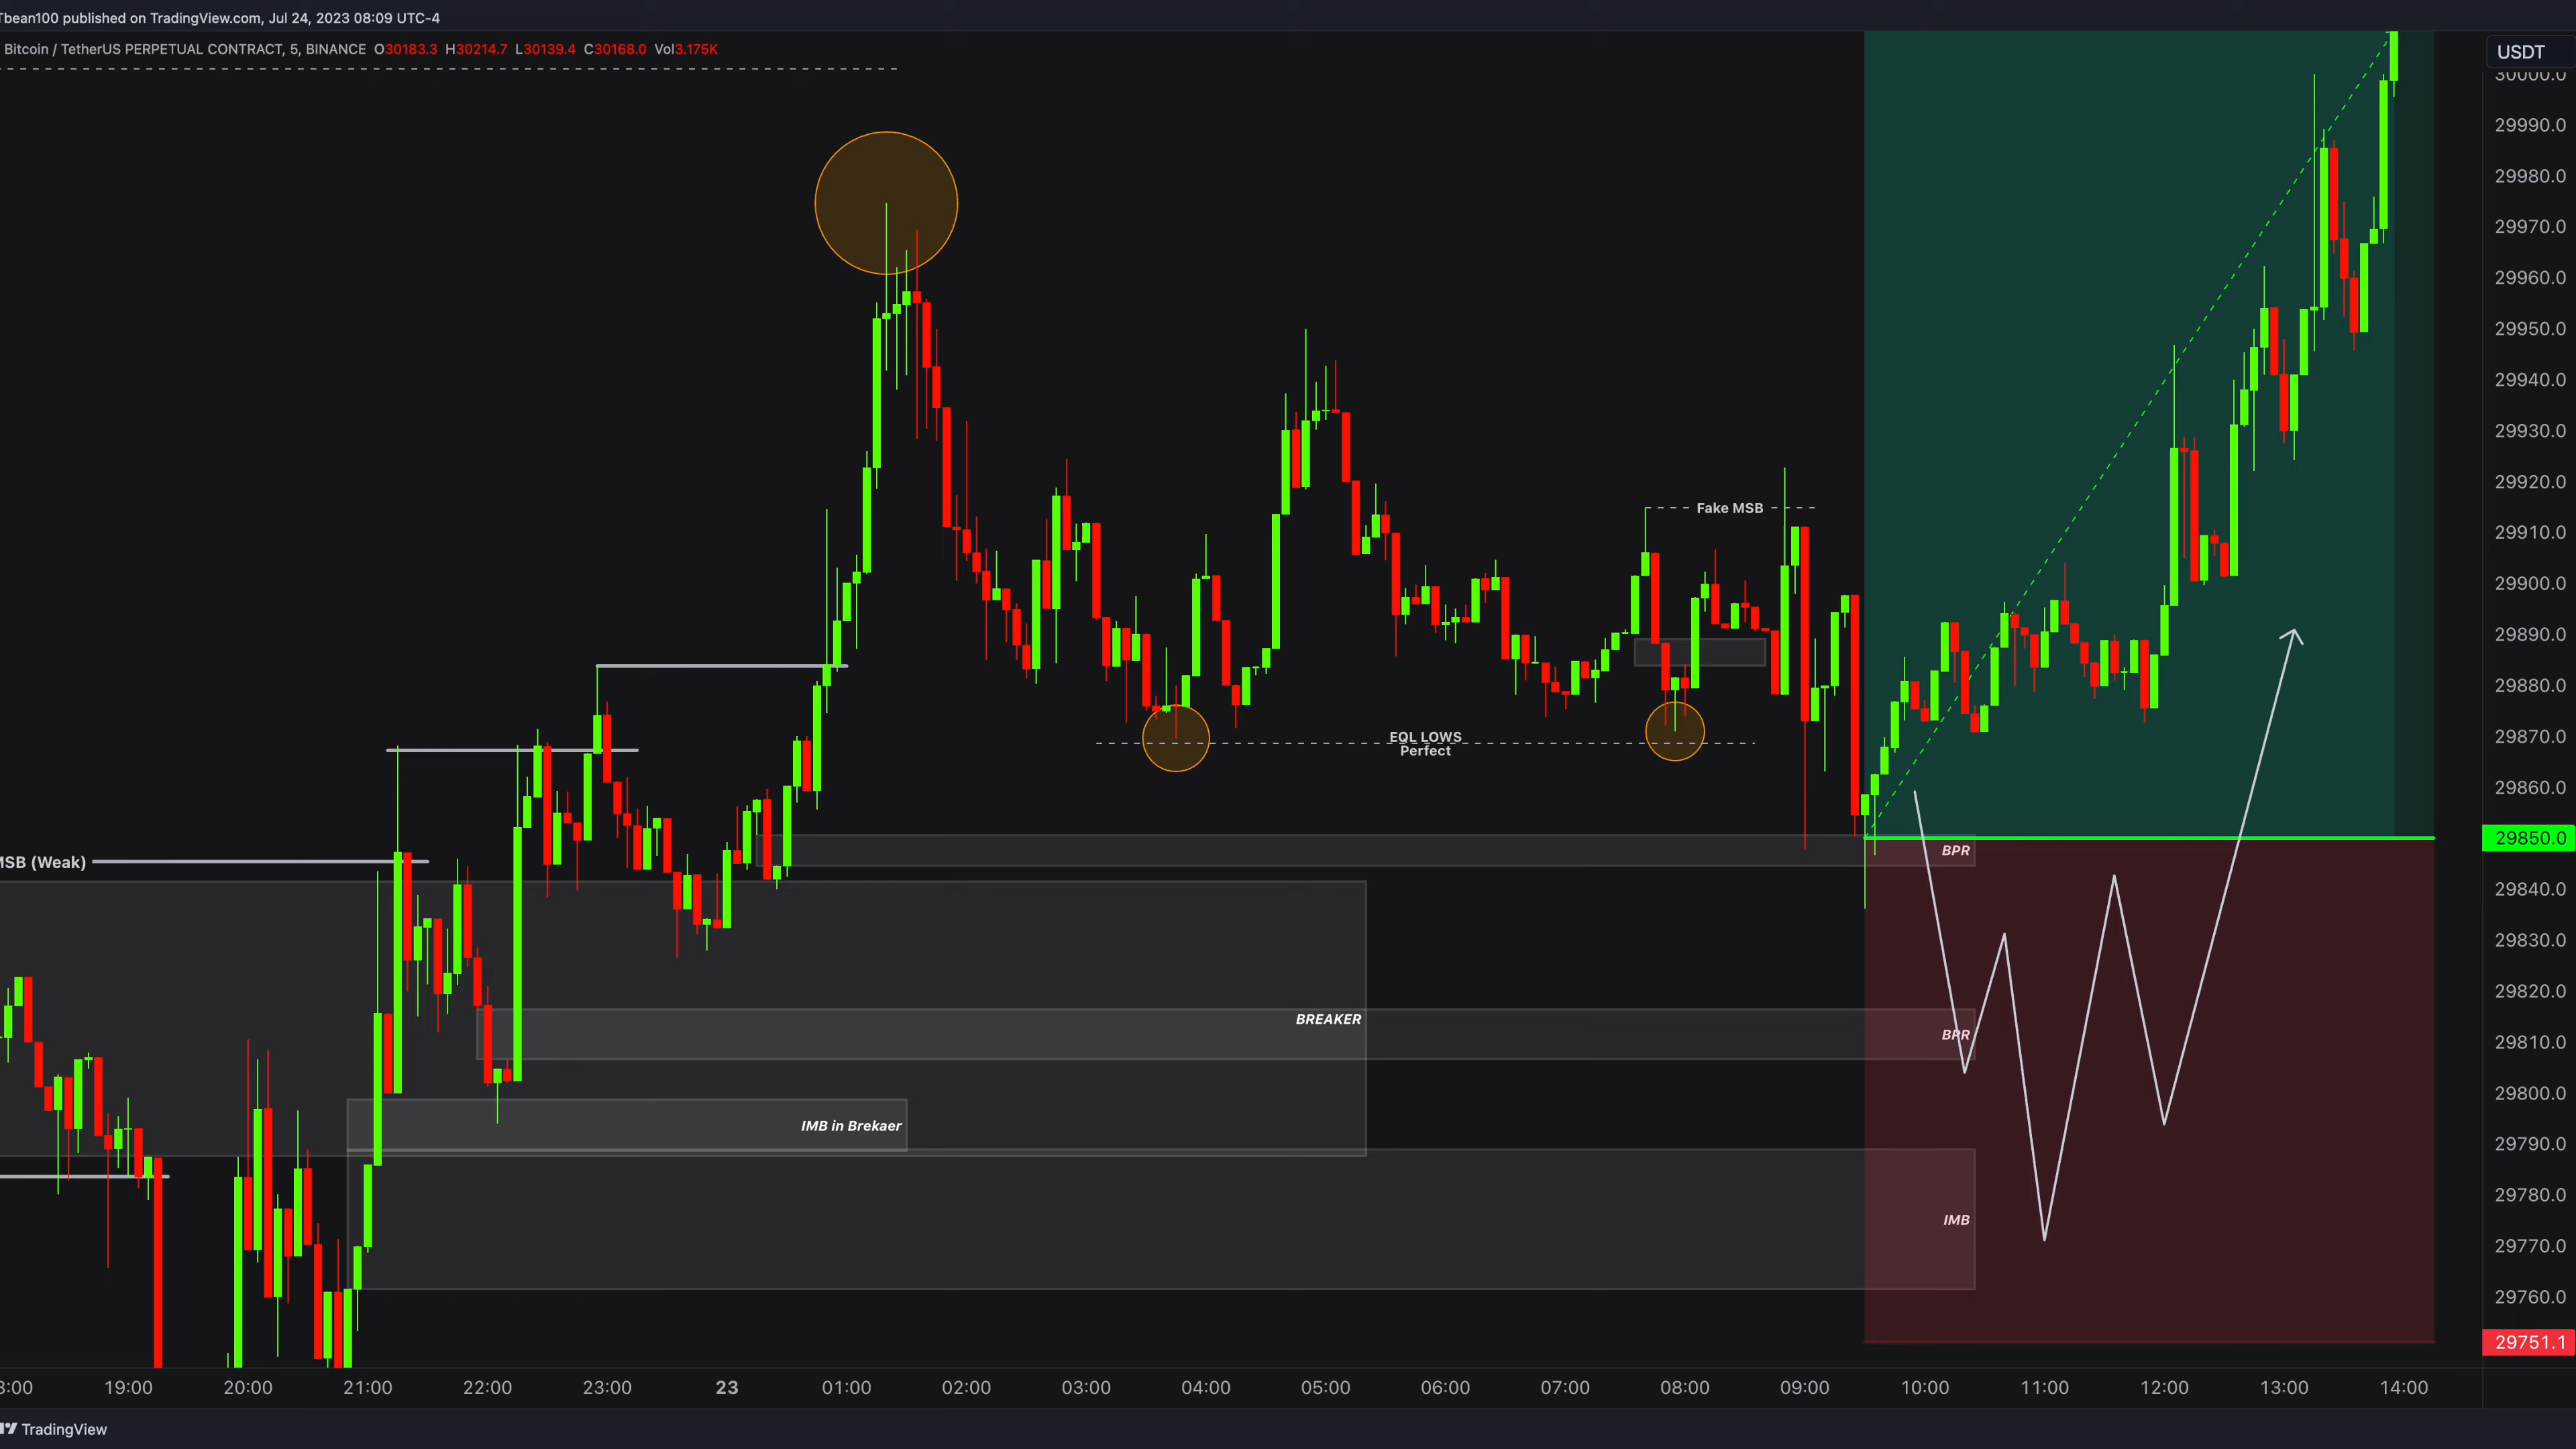 Tbean100 published on TradingView.com, Jul 24, 2023 08:09 UTC-4
Bitcoin / TetherUS PERPETUAL CONTRACT, 5, BINANCE O30183.3 H30214.7 L30139.4 C30168.0 Vol3.175K
USDT
30000.0
29990.0
29980.0
29970.0
29960.0
29950.0
29940.0
29930.0
29920.0
Fake MSB
29910.0
29900.0
29890.0
29880.0
EQL LOWS
29870.0
Perfect
29860.0
29850.0
BPR
MSB (Weak)
29840.0
29830.0
29820.0
BREAKER
BPR
29810.0
29800.0
IMB in Brekaer
29790.0
29780.0
IMB
29770.0
29760.0
29751.1
8:00 19:00 20:00 21:00 22:00 23:00 23 01:00 02:00 03:00 04:00 05:00 06:00 07:00 08:00 09:00 10:00 11:00 12:00 13:00 14:00
TradingView